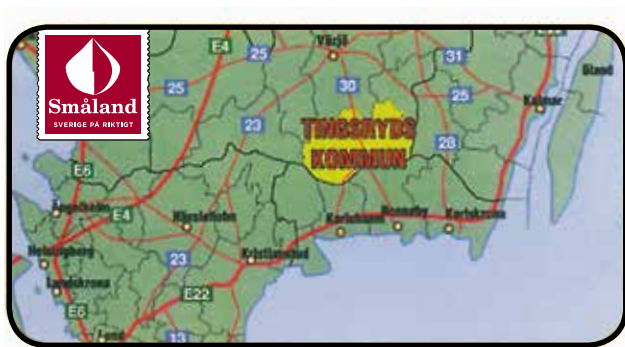 Småland
SVERIGE PÅ RIKTIGT
E4
25
Växjö
31
Öland
25
30
25
Kalmar
23
TINGSRYDS
KOMMUN
28
E6
Ängelholm
E4
Hässleholm
Karlshamn
Ronneby
Karlskrona
Helsingborg
23
Kristianstad
Landskrona
E22
E6
Lund
13